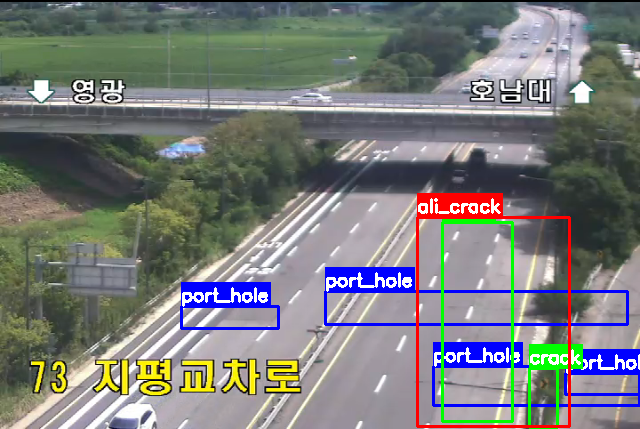 영광
호남대
ali_crack
port_hole
port_hole
port_hole
crack
port_hol
73 지평교차로